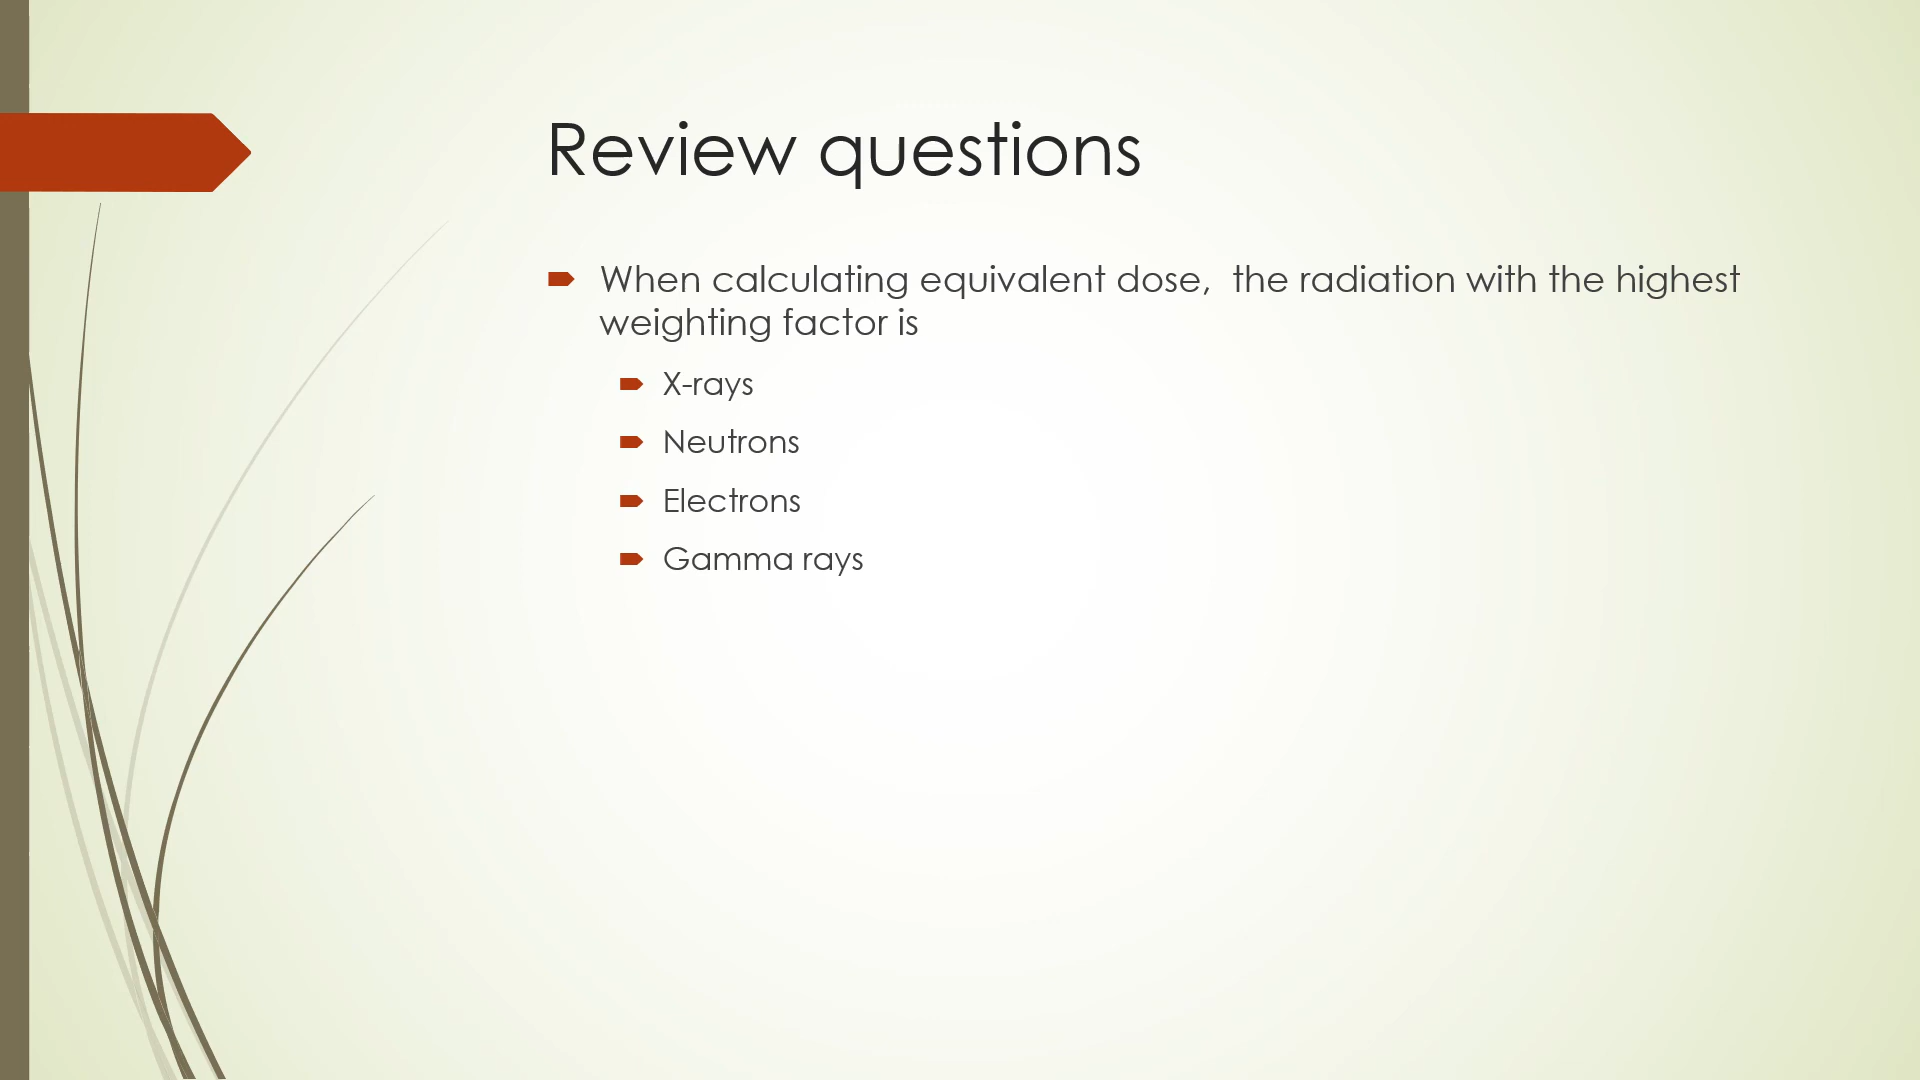 Review questions
When calculating equivalent dose,  the radiation with the highest
weighting factor is
X-rays
Neutrons
Electrons
Gamma rays